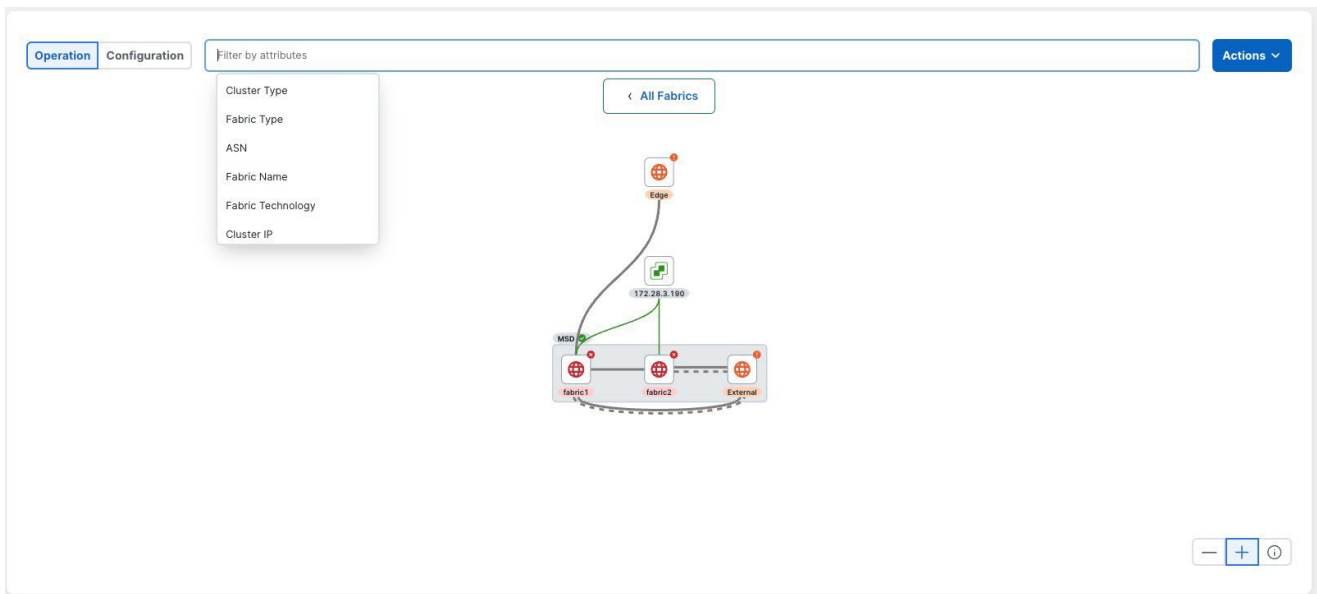 Operation
Configuration
Filter by attributes
Actions
Cluster Type
Fabric Type
ASN
Fabric Name
Fabric Technology
Cluster IP
All Fabrics
Edge
172.28.3.190
MSD
fabric1
fabric2
External